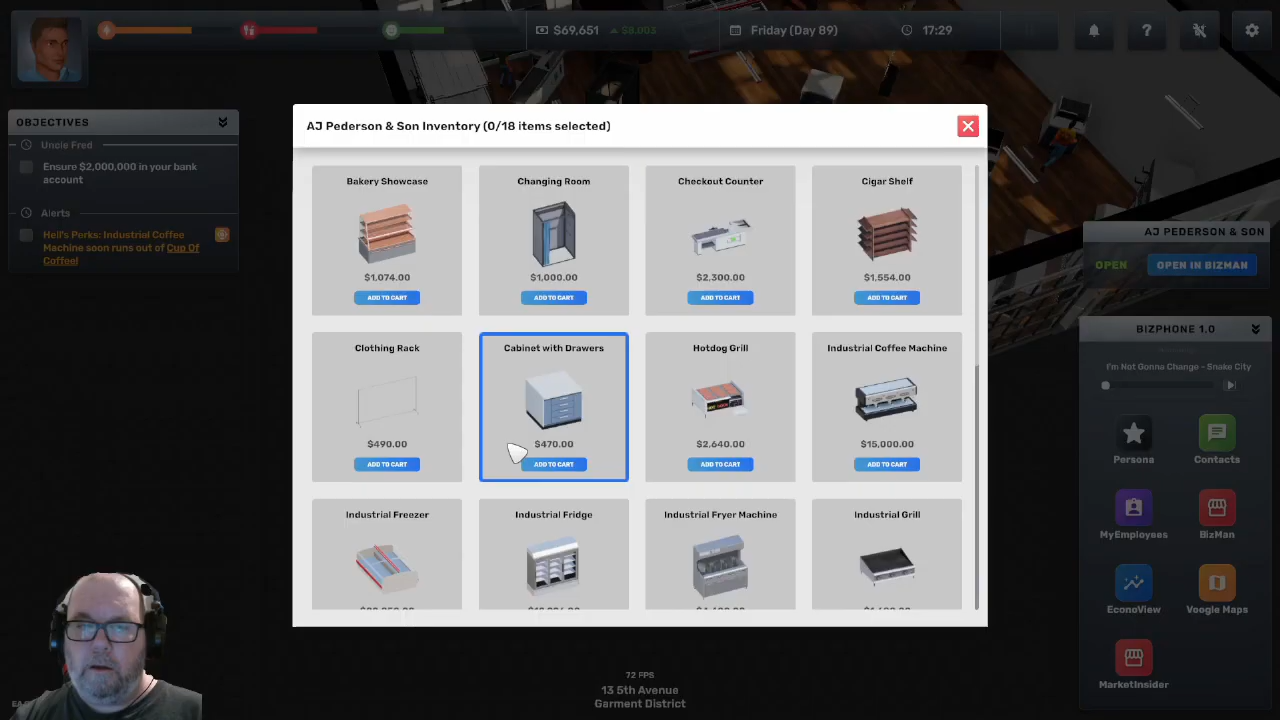 $69,651
$8,003
Friday (Day 89)
17:29
OBJECTIVES
Uncle Fred
Ensure $2,000,000 in your bank
account
Alerts
Hell's Perks: Industrial Coffee
Machine soon runs out of Cup Of
Coffee!
AJ Pederson & Son Inventory (0/18 items selected)
Bakery Showcase
$1,074.00
ADD TO CART
Changing Room
$1,000.00
ADD TO CART
Checkout Counter
$2,300.00
ADD TO CART
Cigar Shelf
$1,554.00
ADD TO CART
Clothing Rack
$490.00
ADD TO CART
Cabinet with Drawers
$470.00
ADD TO CART
Hotdog Grill
$2,640.00
ADD TO CART
Industrial Coffee Machine
$15,000.00
ADD TO CART
Industrial Freezer
Industrial Fridge
Industrial Fryer Machine
Industrial Grill
AJ PEDERSON & SON
OPEN
OPEN IN BIZMAN
BIZPHONE 1.0
I'm Not Gonna Change - Snake City
Persona
Contacts
MyEmployees
BizMan
EconoView
Voogle Maps
MarketInsider
72 FPS
13 5th Avenue
Garment District